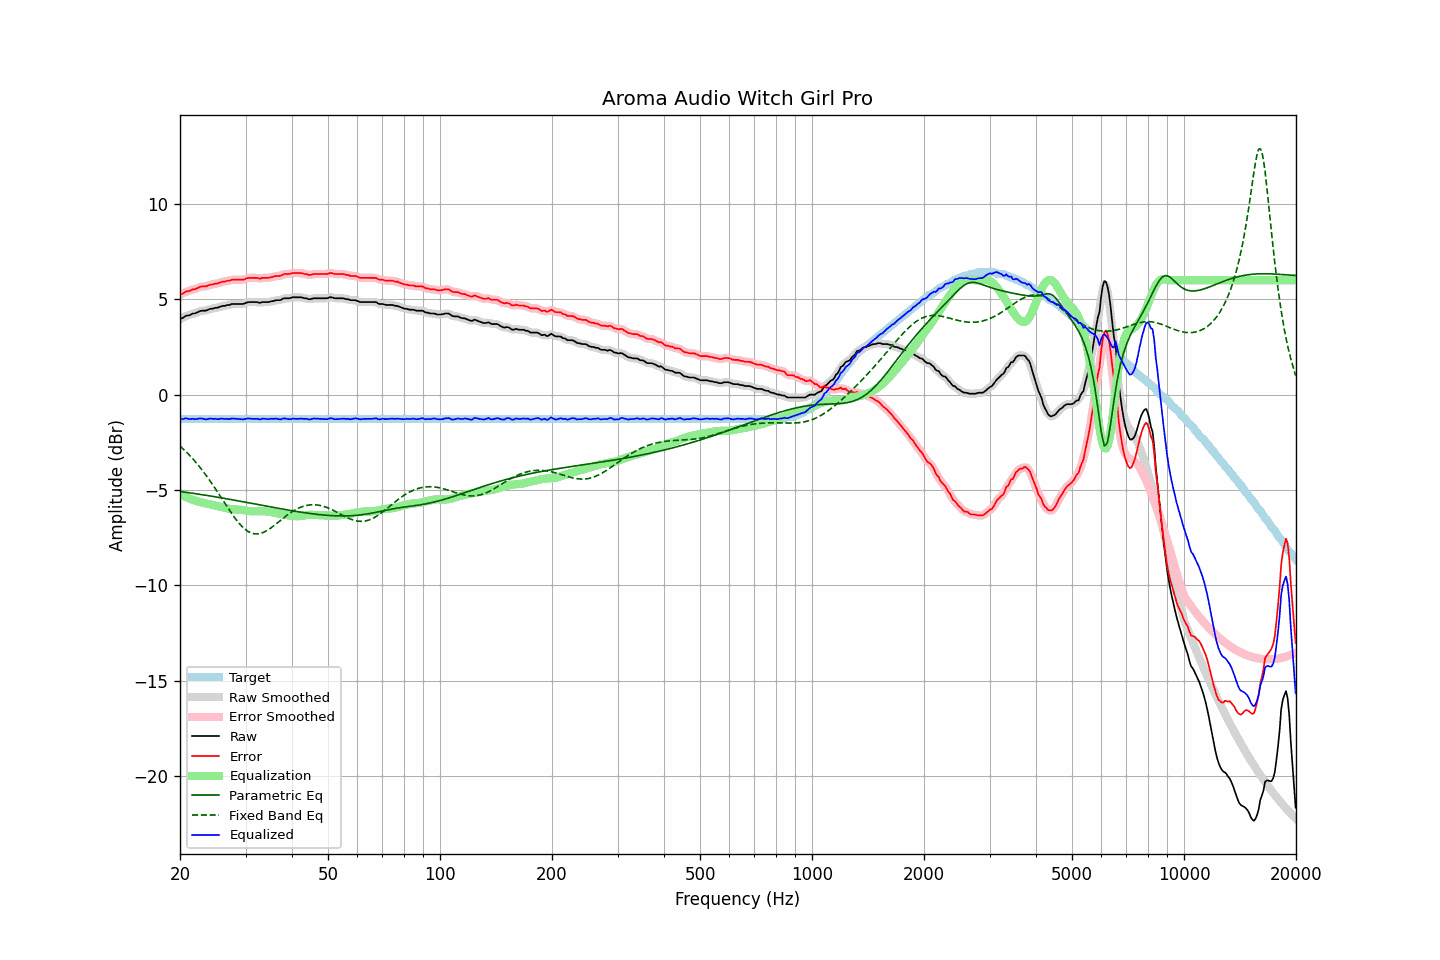 Aroma Audio Witch Girl Pro
Amplitude (dBr)
10
5
0
−5
−10
−15
−20
Target
Raw Smoothed
Error Smoothed
Raw
Error
Equalization
Parametric Eq
Fixed Band Eq
Equalized
20 50 100 200 500 1000 2000 5000 10000 20000
Frequency (Hz)